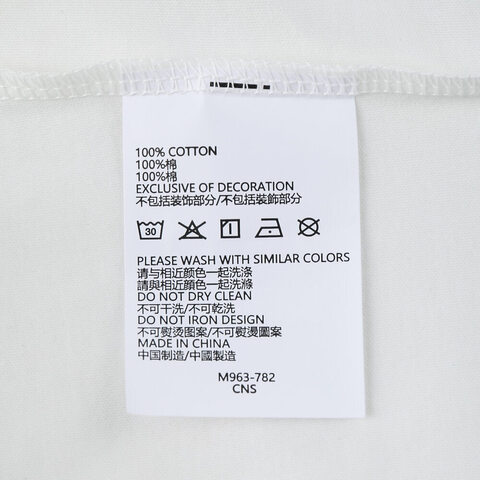 100% COTTON
100%棉
100%棉
EXCLUSIVE OF DECORATION
不包括装饰部分/不包括裝飾部分
30
PLEASE WASH WITH SIMILAR COLORS
请与相近颜色一起洗涤
請與相近顔色一起洗滌
DO NOT DRY CLEAN
不可干洗/不可乾洗
DO NOT IRON DESIGN
不可熨烫图案/不可熨燙圖案
MADE IN CHINA
中国制造/中國製造
M963-782
CNS